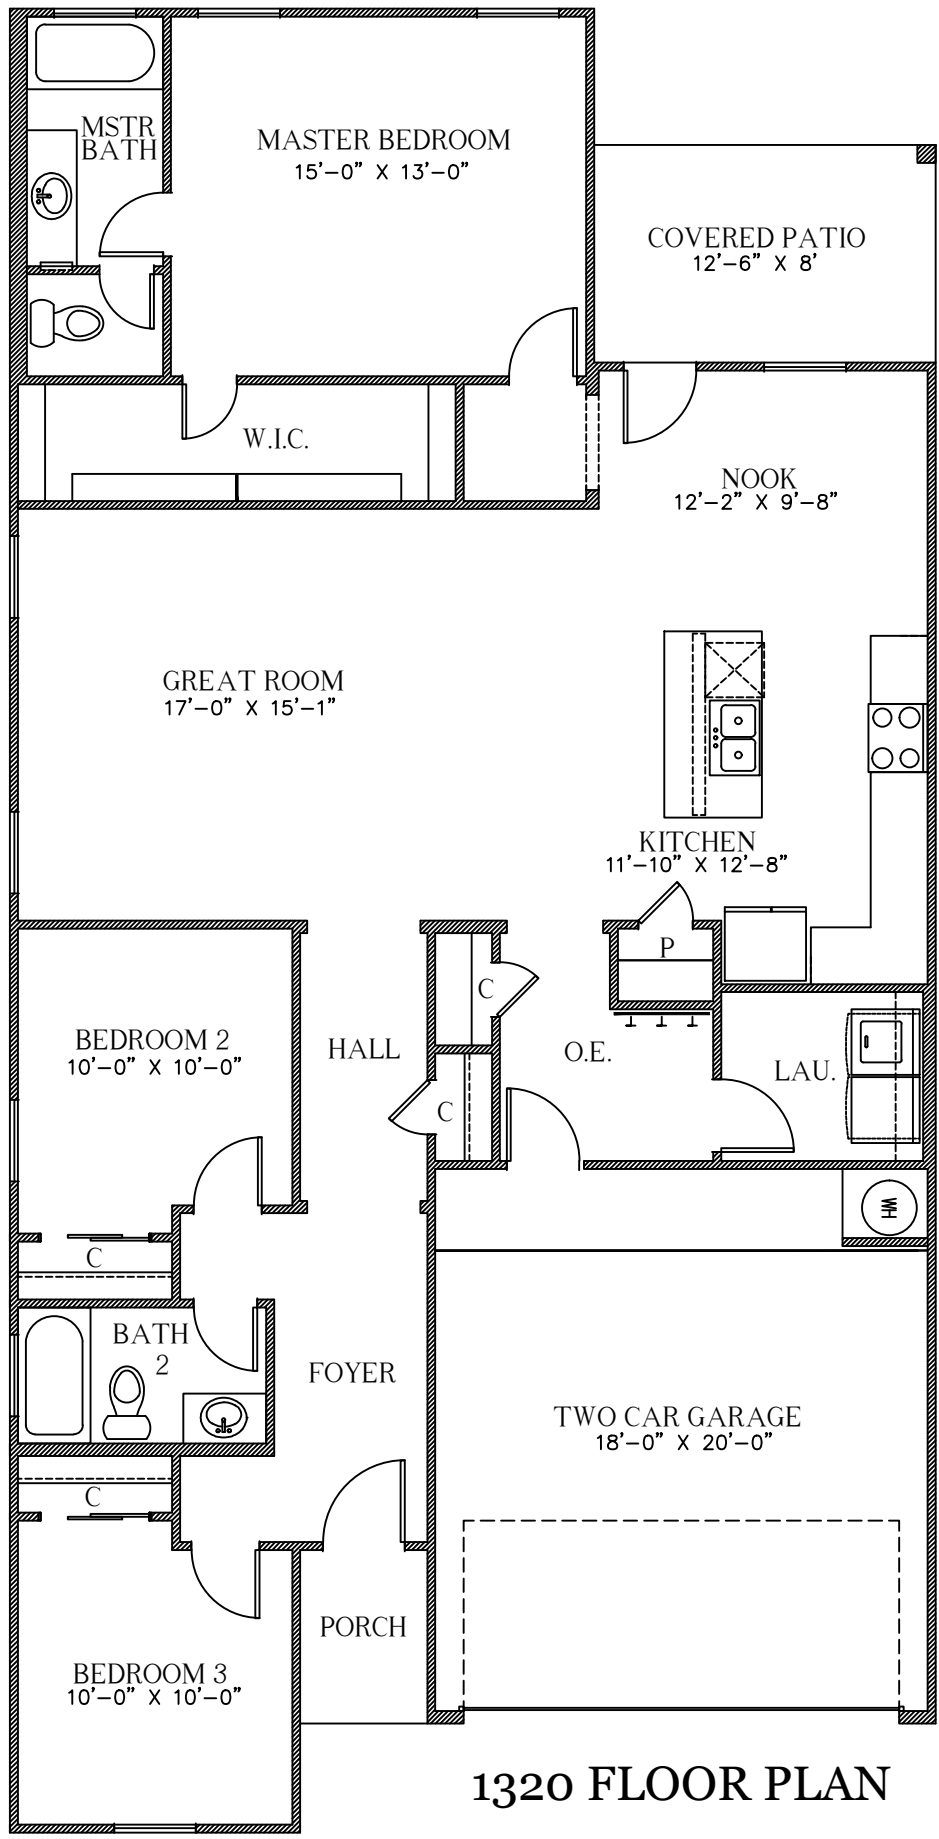 MSTR
BATH
MASTER BEDROOM
15'-0" X 13'-0"
COVERED PATIO
12'-6" X 8'
W.I.C.
NOOK
12'-2" X 9'-8"
GREAT ROOM
17'-0" X 15'-1"
KITCHEN
11'-10" X 12'-8"
P
C
BEDROOM 2
10'-0" X 10'-0"
HALL
O.E.
LAU.
C
WH
C
BATH
2
FOYER
TWO CAR GARAGE
18'-0" X 20'-0"
C
PORCH
BEDROOM 3
10'-0" X 10'-0"
1320 FLOOR PLAN